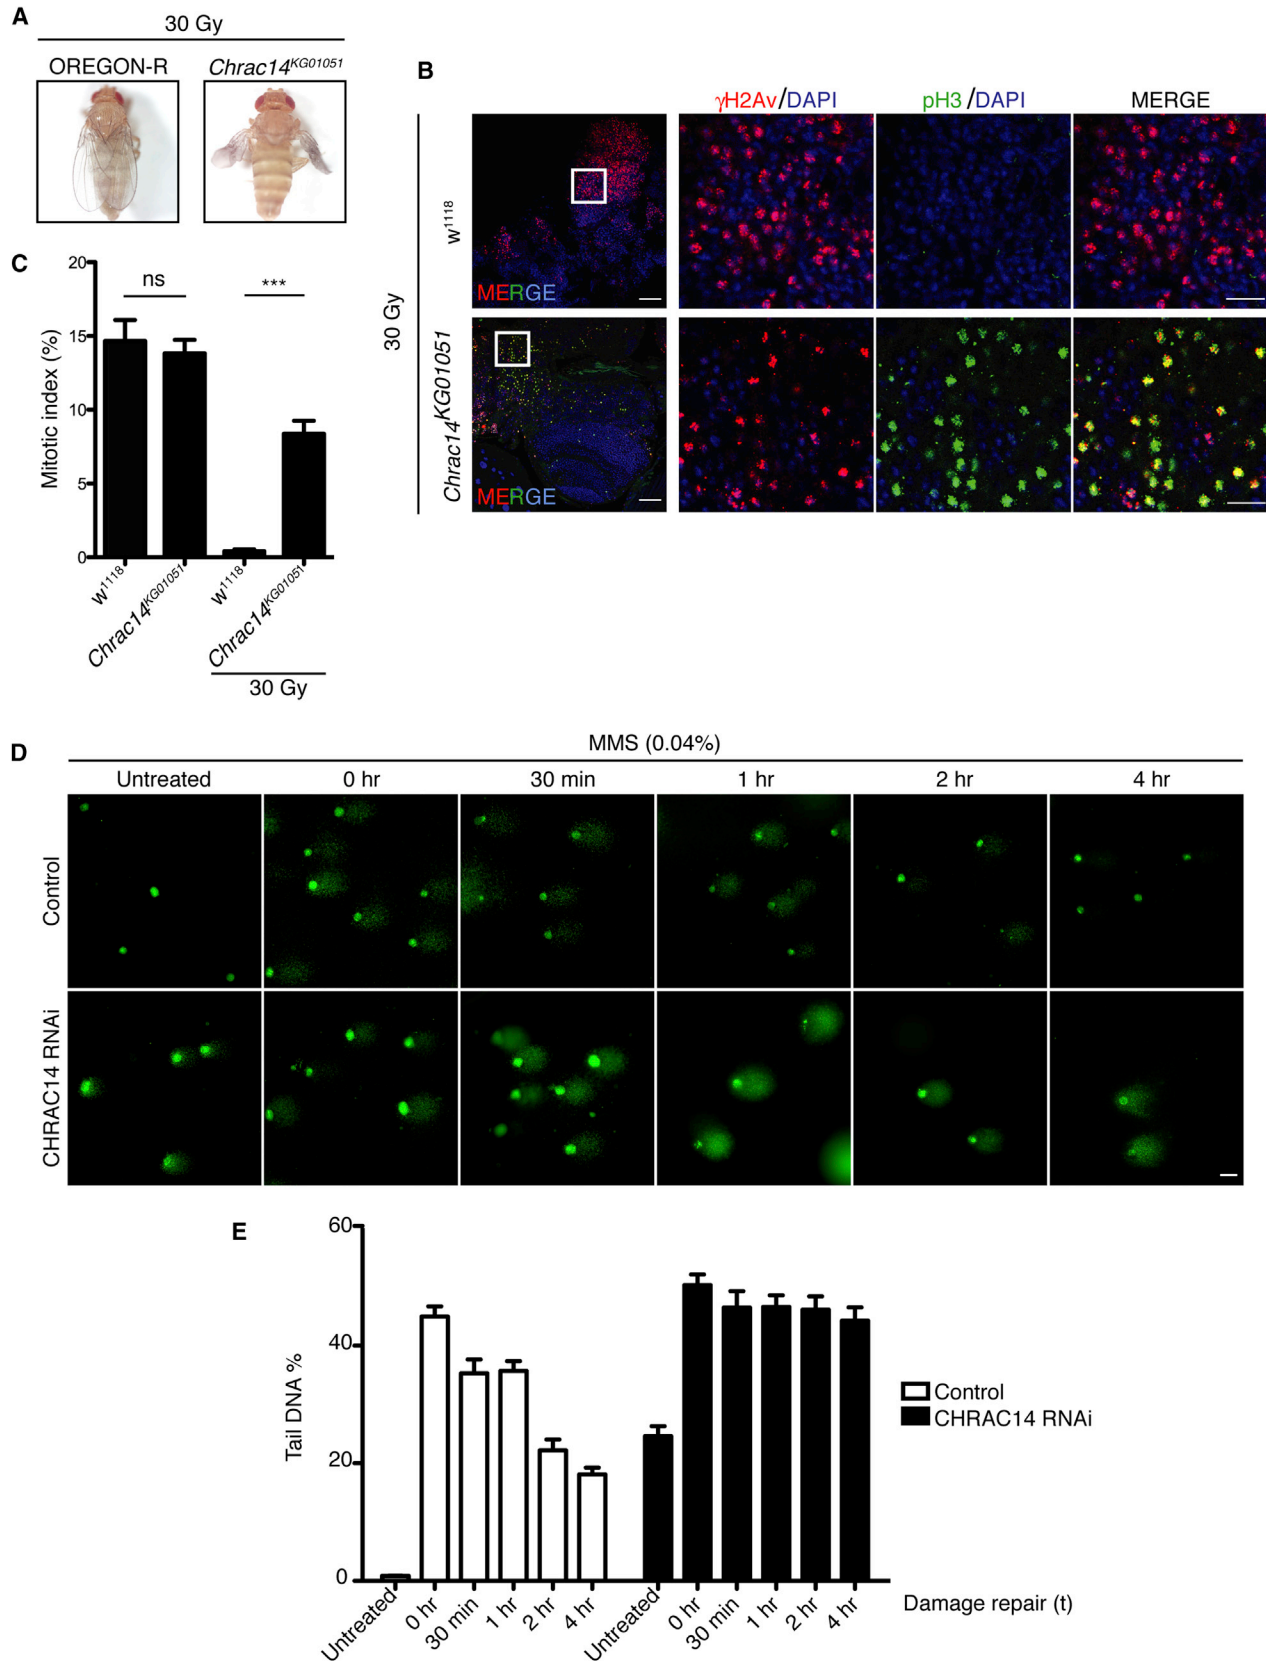 A
30 Gy
OREGON-R
Chrac14KG01051
B
γH2Av/DAPI
pH3/DAPI
MERGE
30 Gy
w1118
MERGE
Chrac14KG01051
MERGE
C
20
15
10
5
0
Mitotic index (%)
ns
***
w1118
Chrac14KG01051
w1118
Chrac14KG01051
30 Gy
D
MMS (0.04%)
Untreated
0 hr
30 min
1 hr
2 hr
4 hr
Control
CHRAC14 RNAi
E
60
40
20
0
Tail DNA %
Control
CHRAC14 RNAi
Untreated
0 hr
30 min
1 hr
2 hr
4 hr
Untreated
0 hr
30 min
1 hr
2 hr
4 hr
Damage repair (t)